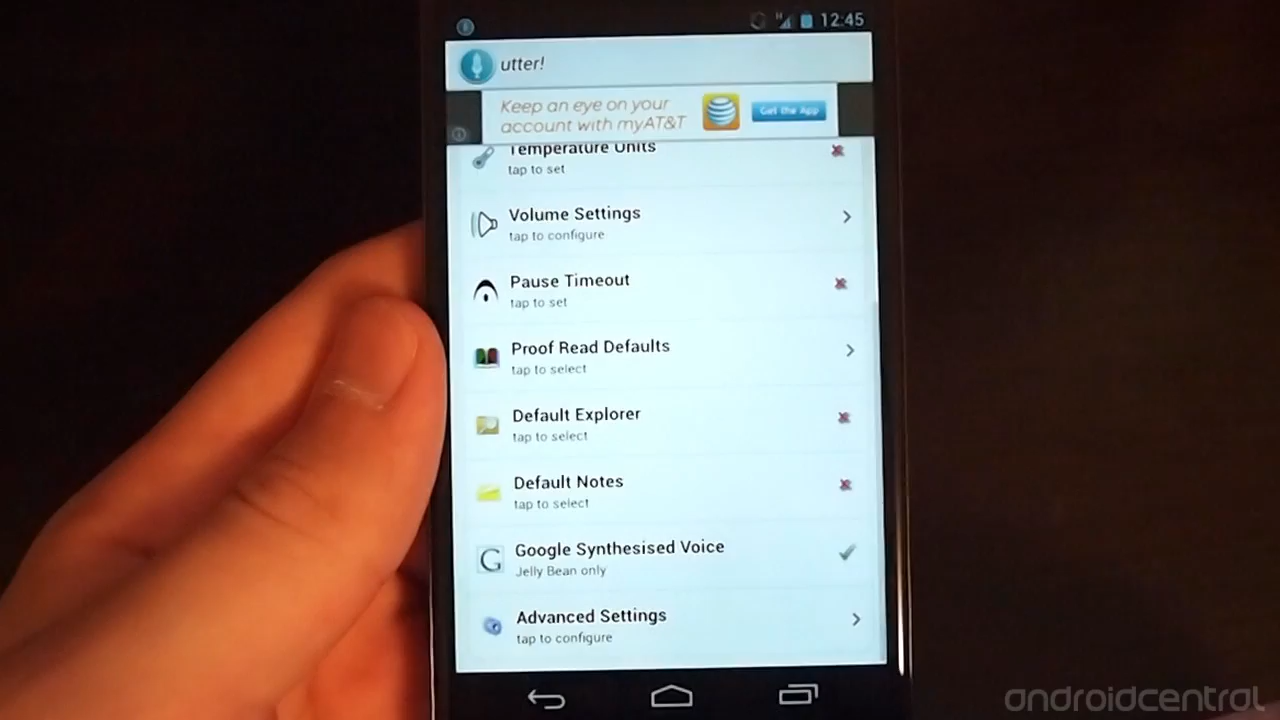 H 12:45
utter!
Keep an eye on your
account with myAT&T
Get the App
Temperature Units
tap to set
Volume Settings
tap to configure
Pause Timeout
tap to set
Proof Read Defaults
tap to select
Default Explorer
tap to select
Default Notes
tap to select
G Google Synthesised Voice
Jelly Bean only
Advanced Settings
tap to configure
androidcentral